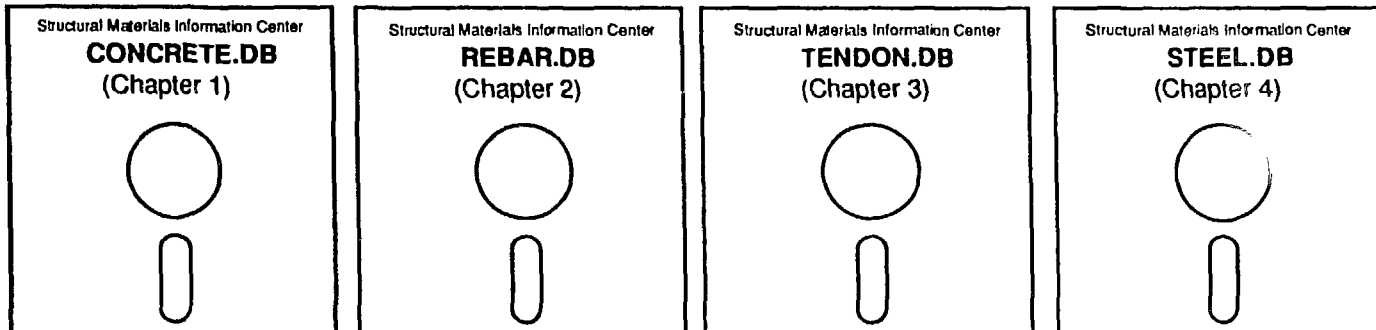 Structural Materials Information Center
CONCRETE.DB
(Chapter 1)
Structural Materials Information Center
REBAR.DB
(Chapter 2)
Structural Materials Information Center
TENDON.DB
(Chapter 3)
Structural Materials Information Center
STEEL.DB
(Chapter 4)